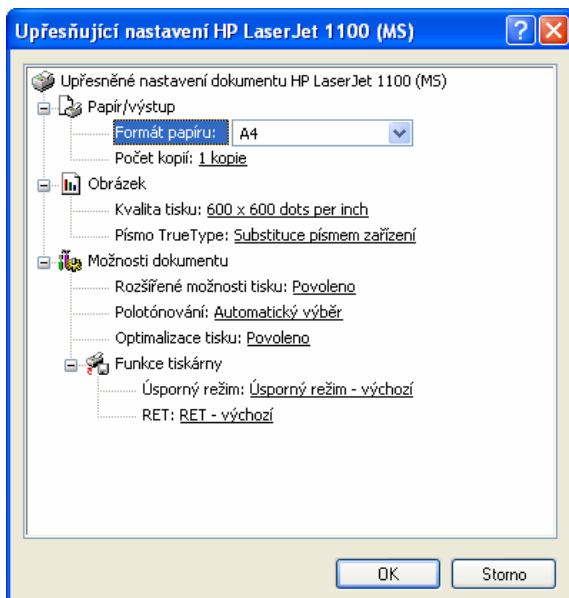 Upřesňující nastavení HP LaserJet 1100 (MS)
Upřesněné nastavení dokumentu HP LaserJet 1100 (MS)
Papír/výstup
Formát papíru: A4
Počet kopií: 1 kopie
Obrázek
Kvalita tisku: 600 x 600 dots per inch
Písmo TrueType: Substituce písmem zařízení
Možnosti dokumentu
Rozšířené možnosti tisku: Povoleno
Polotónování: Automatický výběr
Optimalizace tisku: Povoleno
Funkce tiskárny
Úsporný režim: Úsporný režim - výchozí
RET: RET - výchozí
OK Storno